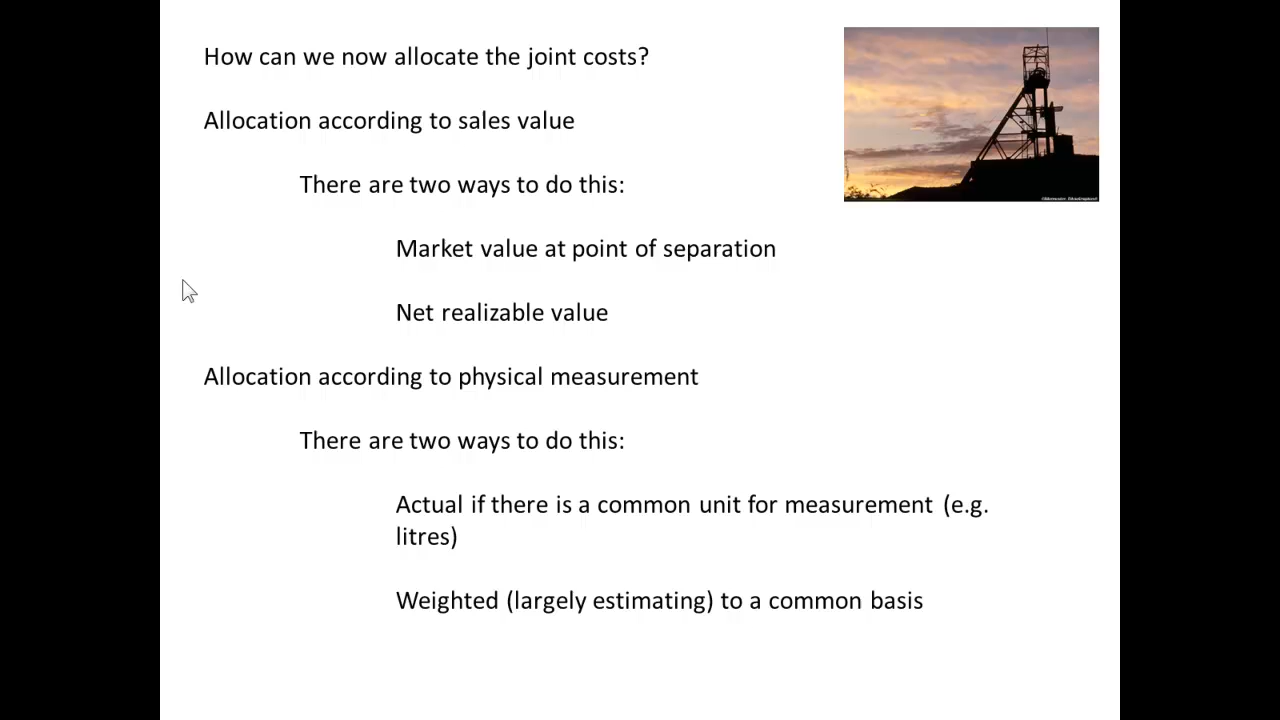 How can we now allocate the joint costs?
Allocation according to sales value
There are two ways to do this:
Market value at point of separation
Net realizable value
Allocation according to physical measurement
There are two ways to do this:
Actual if there is a common unit for measurement (e.g.
litres)
Weighted (largely estimating) to a common basis